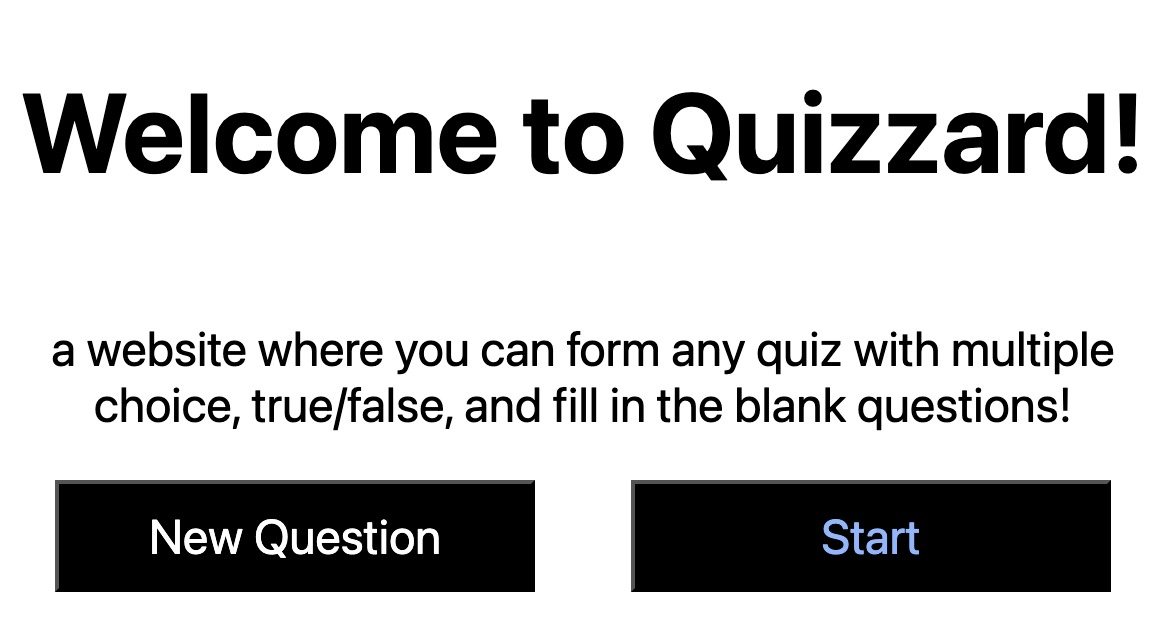 Welcome to Quizzard!
a website where you can form any quiz with multiple
choice, true/false, and fill in the blank questions!
New Question
Start